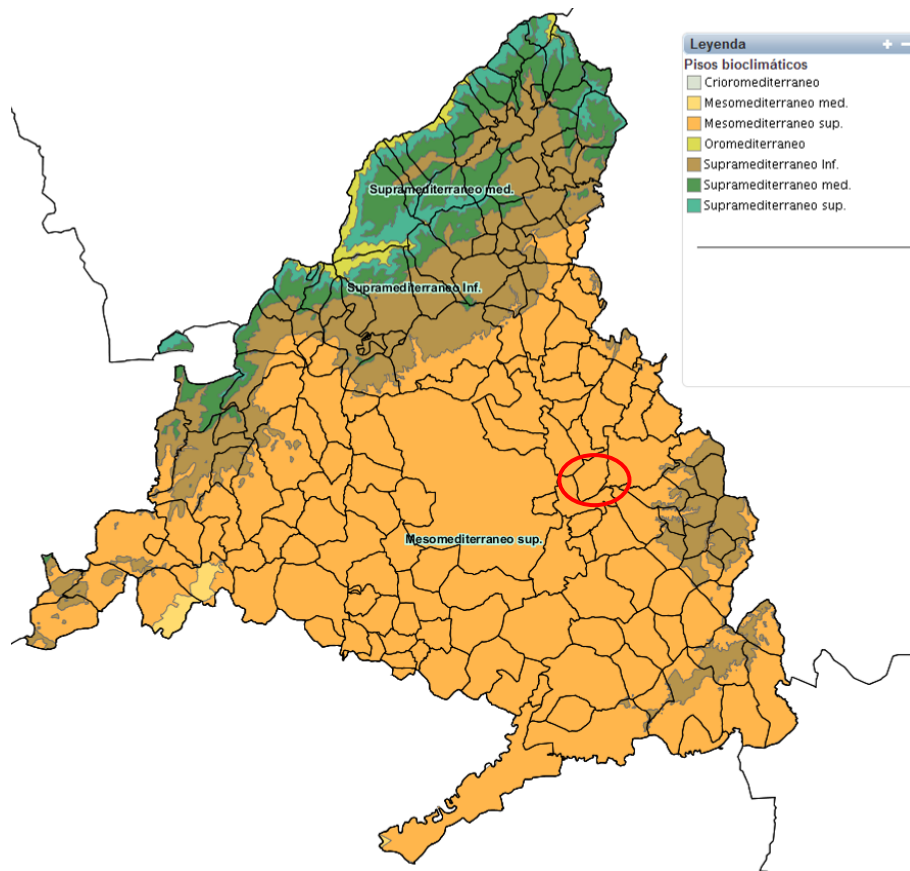 Leyenda
Pisos bioclimáticos
Crioromediterraneo
Mesomediterraneo med.
Mesomediterraneo sup.
Oromediterraneo
Supramediterraneo Inf.
Supramediterraneo med.
Supramediterraneo sup.
Supramediterraneo med.
Supramediterraneo Inf.
Mesomediterraneo sup.